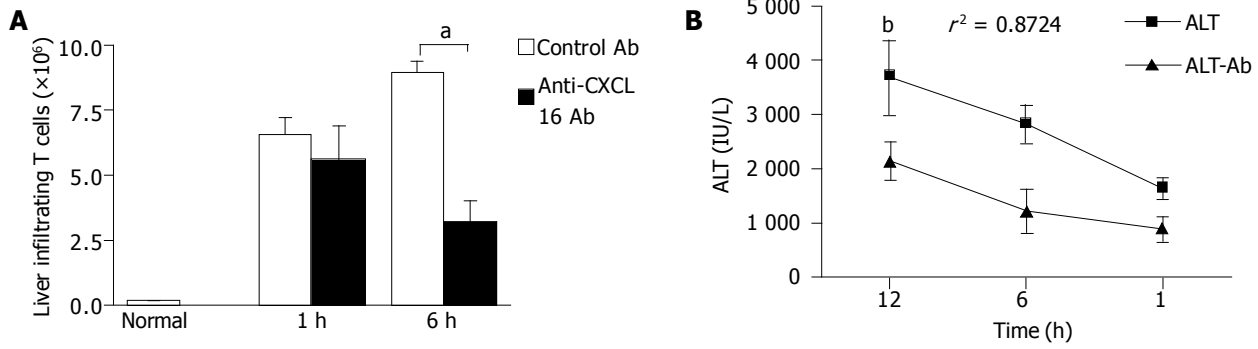 A
Liver infiltrating T cells (×10⁶)
10.0
7.5
5.0
2.5
0.0
Normal
1 h
6 h
a
Control Ab
Anti-CXCL
16 Ab
B
ALT (IU/L)
5 000
4 000
3 000
2 000
1 000
0
b
r² = 0.8724
ALT
ALT-Ab
12
6
1
Time (h)